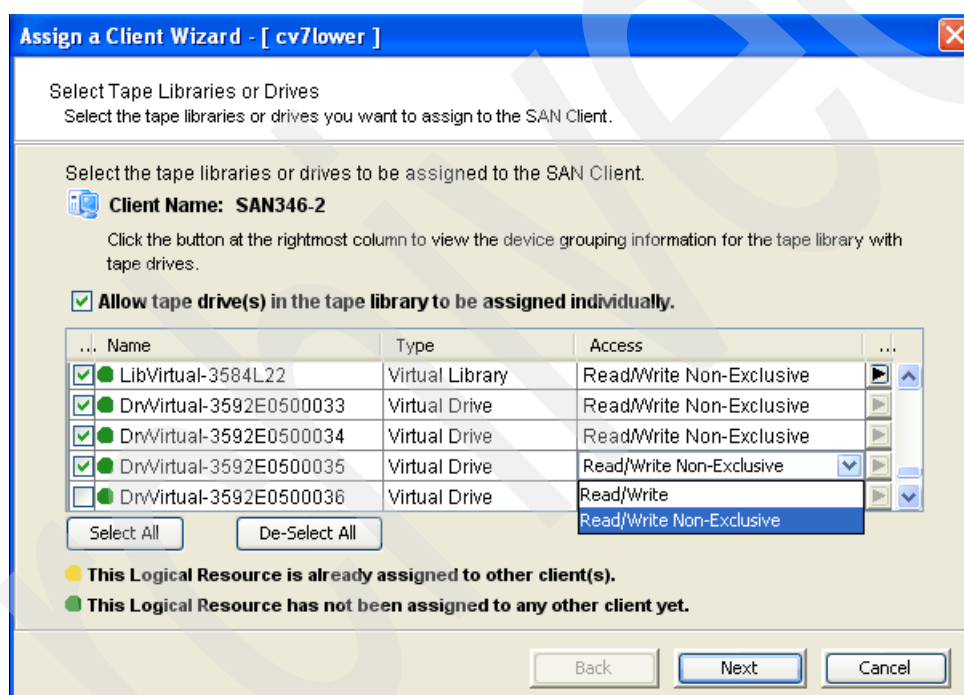 Assign a Client Wizard - [ cv7lower ]
Select Tape Libraries or Drives
Select the tape libraries or drives you want to assign to the SAN Client.
Select the tape libraries or drives to be assigned to the SAN Client.
Client Name: SAN346-2
Click the button at the rightmost column to view the device grouping information for the tape library with
tape drives.
Allow tape drive(s) in the tape library to be assigned individually.
... Name Type Access ...
LibVirtual-3584L22 Virtual Library Read/Write Non-Exclusive
DrvVirtual-3592E0500033 Virtual Drive Read/Write Non-Exclusive
DrvVirtual-3592E0500034 Virtual Drive Read/Write Non-Exclusive
DrvVirtual-3592E0500035 Virtual Drive Read/Write Non-Exclusive
DrvVirtual-3592E0500036 Virtual Drive Read/Write
Read/Write Non-Exclusive
Select All De-Select All
This Logical Resource is already assigned to other client(s).
This Logical Resource has not been assigned to any other client yet.
Back Next Cancel